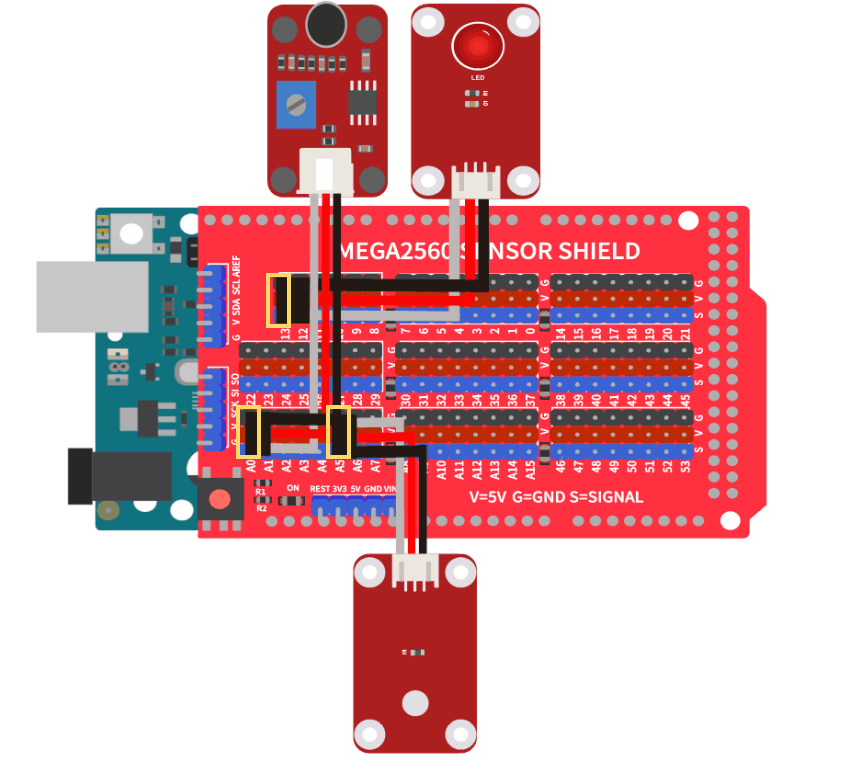 LED
MEGA2560 SENSOR SHIELD
G V SDA SCL AREF
G
V
S
13 12 9 8
7 6 5 4 3 2 1 0
14 15 16 17 18 19 20 21
G V SCK SI SO
22 23 24 25 28 29
30 31 32 33 34 35 36 37
38 39 40 41 42 43 44 45
A0 A1 A2 A3 A4 A5 A6 A7
A10 A11 A12 A13 A14 A15
46 47 48 49 50 51 52 53
R1
R2
ON
REST 3V3 5V GND VIN
V=5V G=GND S=SIGNAL